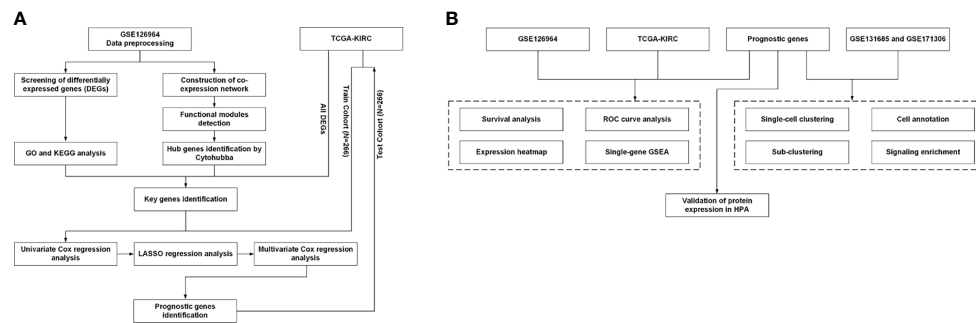 A
GSE126964
Data preprocessing
TCGA-KIRC
Screening of differentially
expressed genes (DEGs)
Construction of co-
expression network
Functional modules
detection
GO and KEGG analysis
Hub genes identification by
Cytohubba
All DEGs
Train Cohort (N=266)
Test Cohort (N=266)
Key genes identification
Univariate Cox regression
analysis
LASSO regression analysis
Multivariate Cox regression
analysis
Prognostic genes
identification
B
GSE126964
TCGA-KIRC
Prognostic genes
GSE131685 and GSE171306
Survival analysis
ROC curve analysis
Expression heatmap
Single-gene GSEA
Single-cell clustering
Cell annotation
Sub-clustering
Signaling enrichment
Validation of protein
expression in HPA